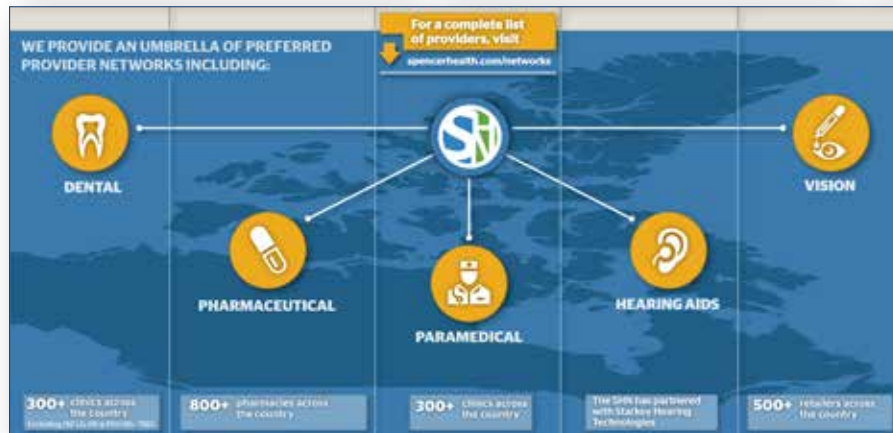 For a complete list
of providers, visit
spencerhealth.com/networks
WE PROVIDE AN UMBRELLA OF PREFERRED
PROVIDER NETWORKS INCLUDING:
SHN
DENTAL
VISION
PHARMACEUTICAL
HEARING AIDS
PARAMEDICAL
300+ clinics across
the country
800+ pharmacies across
the country
300+ clinics across
the country
The SHN has partnered
with Starkey Hearing
Technologies
500+ retailers across
the country